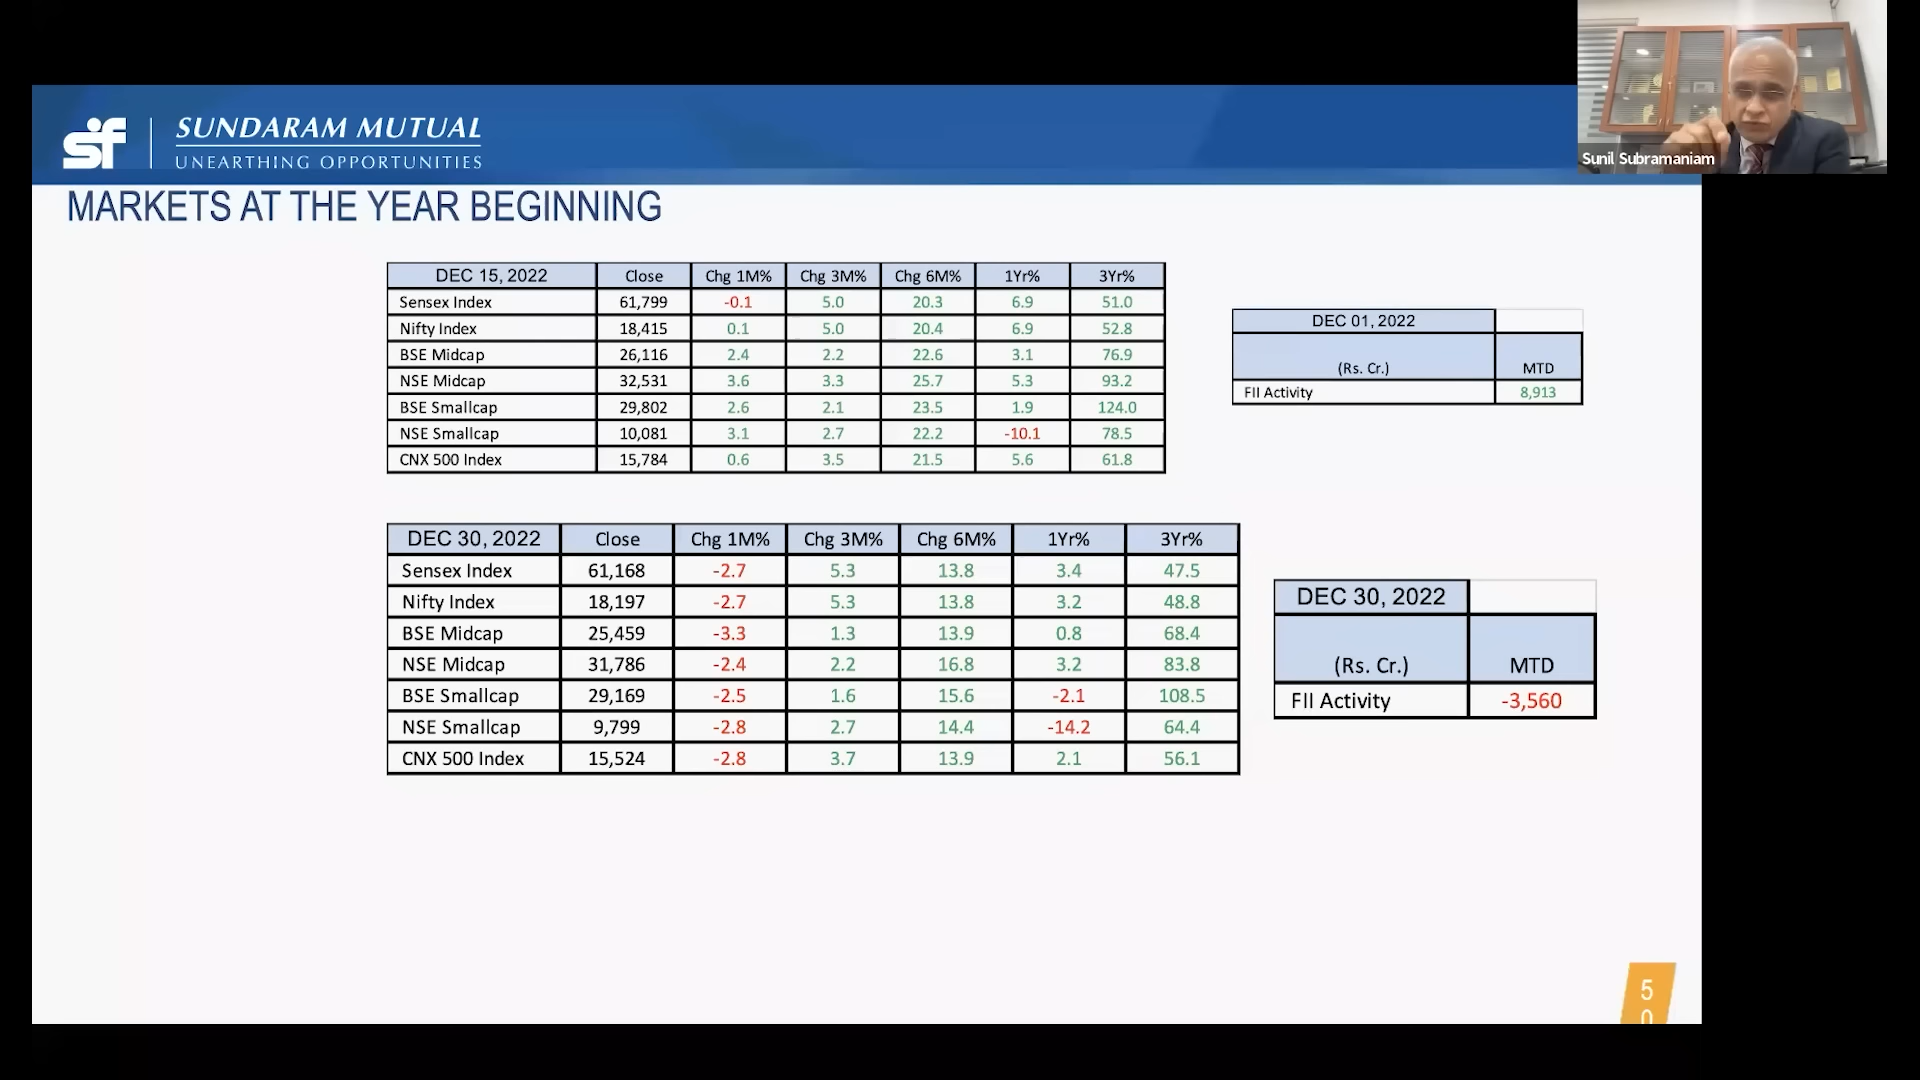 Sunil Subramaniam
sf
SUNDARAM MUTUAL
UNEARTHING OPPORTUNITIES
MARKETS AT THE YEAR BEGINNING
DEC 15, 2022 Close Chg 1M% Chg 3M% Chg 6M% 1Yr% 3Yr%
Sensex Index 61,799 -0.1 5.0 20.3 6.9 51.0
Nifty Index 18,415 0.1 5.0 20.4 6.9 52.8
BSE Midcap 26,116 2.4 2.2 22.6 3.1 76.9
NSE Midcap 32,531 3.6 3.3 25.7 5.3 93.2
BSE Smallcap 29,802 2.6 2.1 23.5 1.9 124.0
NSE Smallcap 10,081 3.1 2.7 22.2 -10.1 78.5
CNX 500 Index 15,784 0.6 3.5 21.5 5.6 61.8
DEC 01, 2022
(Rs. Cr.) MTD
FII Activity 8,913
DEC 30, 2022 Close Chg 1M% Chg 3M% Chg 6M% 1Yr% 3Yr%
Sensex Index 61,168 -2.7 5.3 13.8 3.4 47.5
Nifty Index 18,197 -2.7 5.3 13.8 3.2 48.8
BSE Midcap 25,459 -3.3 1.3 13.9 0.8 68.4
NSE Midcap 31,786 -2.4 2.2 16.8 3.2 83.8
BSE Smallcap 29,169 -2.5 1.6 15.6 -2.1 108.5
NSE Smallcap 9,799 -2.8 2.7 14.4 -14.2 64.4
CNX 500 Index 15,524 -2.8 3.7 13.9 2.1 56.1
DEC 30, 2022
(Rs. Cr.) MTD
FII Activity -3,560
5
0